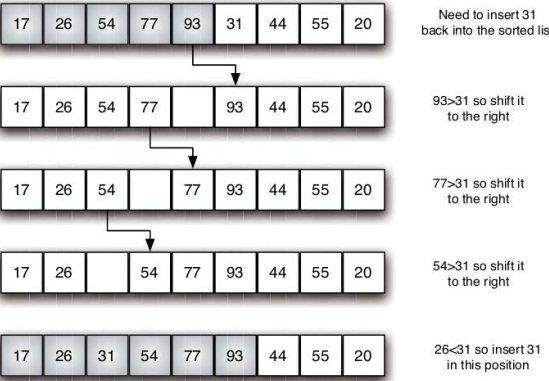 17 26 54 77 93 31 44 55 20
Need to insert 31
back into the sorted lis
17 26 54 77 93 44 55 20
93>31 so shift it
to the right
17 26 54 77 93 44 55 20
77>31 so shift it
to the right
17 26 54 77 93 44 55 20
54>31 so shift it
to the right
17 26 31 54 77 93 44 55 20
26<31 so insert 31
in this position